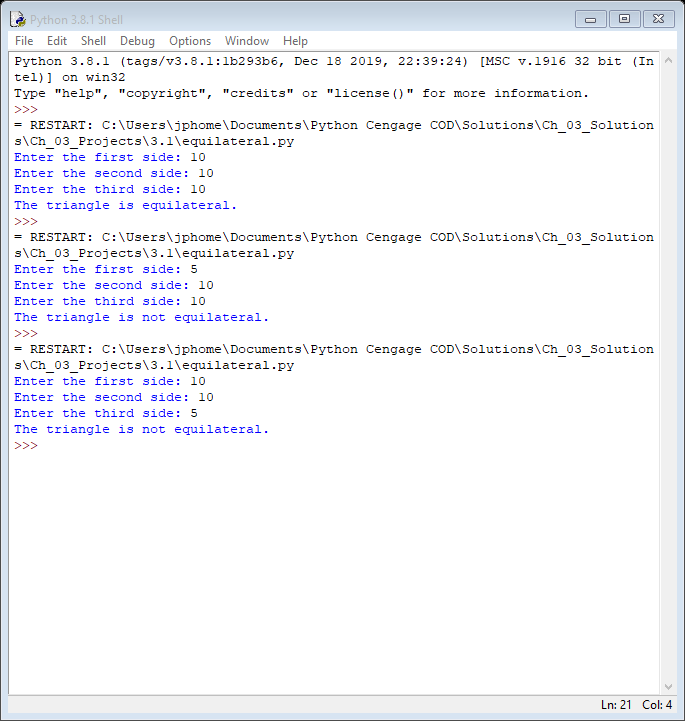 Python 3.8.1 Shell
File Edit Shell Debug Options Window Help
Python 3.8.1 (tags/v3.8.1:1b293b6, Dec 18 2019, 22:39:24) [MSC v.1916 32 bit (In
tel)] on win32
Type "help", "copyright", "credits" or "license()" for more information.
>>>
= RESTART: C:\Users\jphome\Documents\Python Cengage COD\Solutions\Ch_03_Solution
s\Ch_03_Projects\3.1\equilateral.py
Enter the first side: 10
Enter the second side: 10
Enter the third side: 10
The triangle is equilateral.
>>>
= RESTART: C:\Users\jphome\Documents\Python Cengage COD\Solutions\Ch_03_Solution
s\Ch_03_Projects\3.1\equilateral.py
Enter the first side: 5
Enter the second side: 10
Enter the third side: 10
The triangle is not equilateral.
>>>
= RESTART: C:\Users\jphome\Documents\Python Cengage COD\Solutions\Ch_03_Solution
s\Ch_03_Projects\3.1\equilateral.py
Enter the first side: 10
Enter the second side: 10
Enter the third side: 5
The triangle is not equilateral.
>>>
Ln: 21 Col: 4